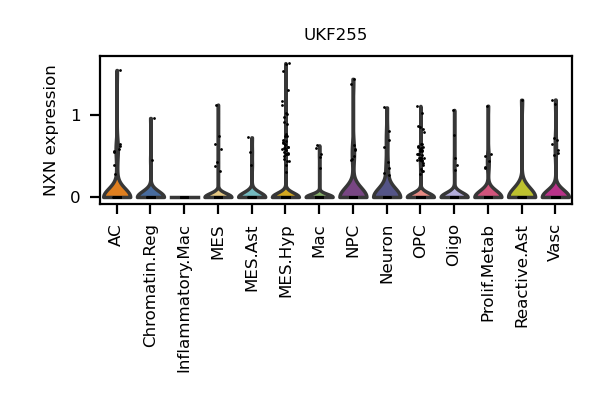 UKF255
NXN expression
1
0
AC
Chromatin.Reg
Inflammatory.Mac
MES
MES.Ast
MES.Hyp
Mac
NPC
Neuron
OPC
Oligo
Prolif.Metab
Reactive.Ast
Vasc